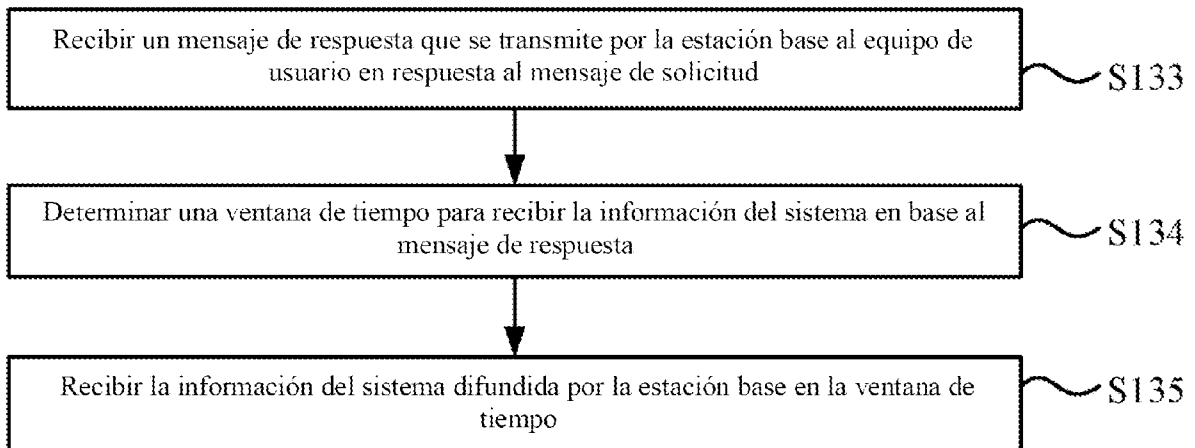 Recibir un mensaje de respuesta que se transmite por la estación base al equipo de
usuario en respuesta al mensaje de solicitud
S133
Determinar una ventana de tiempo para recibir la información del sistema en base al
mensaje de respuesta
S134
Recibir la información del sistema difundida por la estación base en la ventana de
tiempo
S135